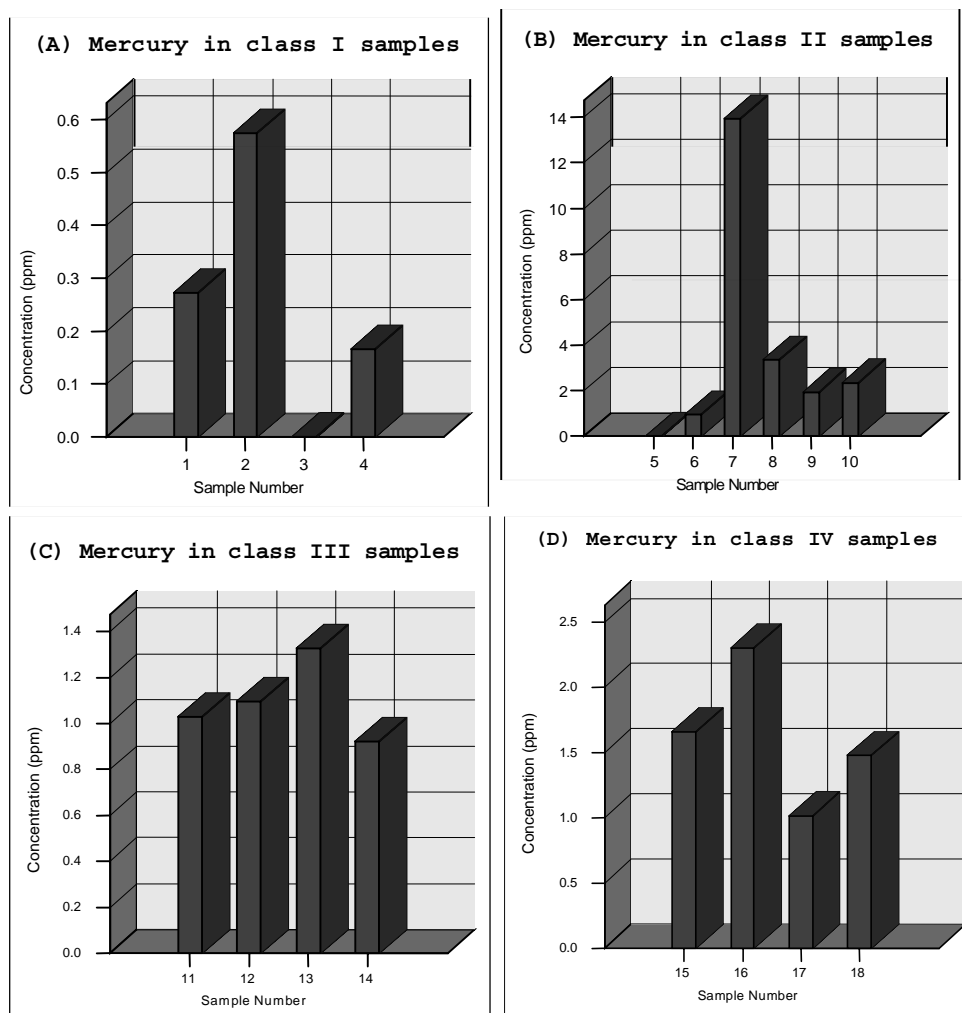 (A) Mercury in class I samples
Concentration (ppm)
0.6
0.5
0.4
0.3
0.2
0.1
0.0
1 2 3 4
Sample Number
(B) Mercury in class II samples
Concentration (ppm)
14
12
10
8
6
4
2
0
5 6 7 8 9 10
Sample Number
(C) Mercury in class III samples
Concentration (ppm)
1.4
1.2
1.0
0.8
0.6
0.4
0.2
0.0
11 12 13 14
Sample Number
(D) Mercury in class IV samples
Concentration (ppm)
2.5
2.0
1.5
1.0
0.5
0.0
15 16 17 18
Sample Number